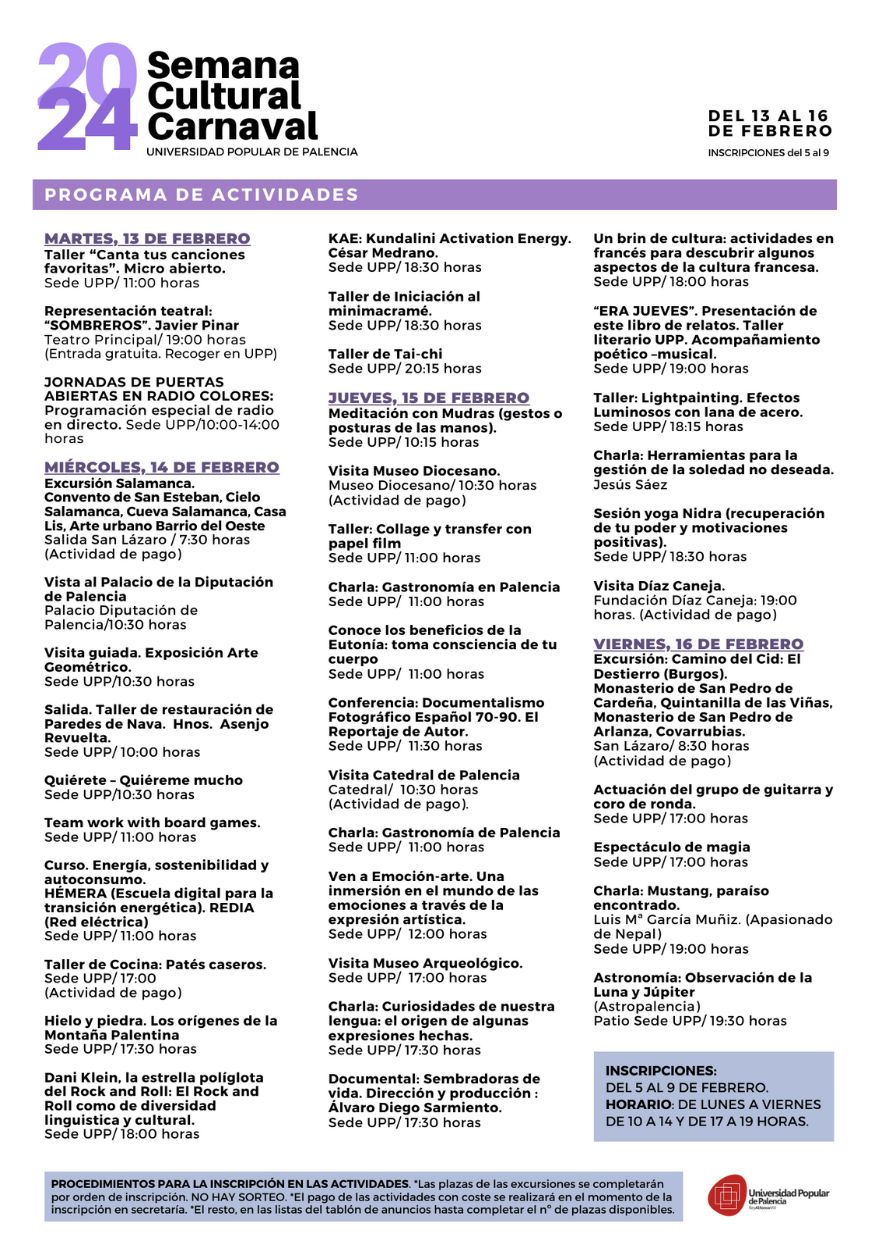 2024
Semana
Cultural
Carnaval
UNIVERSIDAD POPULAR DE PALENCIA
DEL 13 AL 16
DE FEBRERO
INSCRIPCIONES del 5 al 9
PROGRAMA DE ACTIVIDADES
MARTES, 13 DE FEBRERO
Taller “Canta tus canciones
favoritas”. Micro abierto.
Sede UPP/ 11:00 horas
Representación teatral:
“SOMBREROS”. Javier Pinar
Teatro Principal/ 19:00 horas
(Entrada gratuita. Recoger en UPP)
JORNADAS DE PUERTAS
ABIERTAS EN RADIO COLORES:
Programación especial de radio
en directo. Sede UPP/10:00-14:00
horas
MIÉRCOLES, 14 DE FEBRERO
Excursión Salamanca.
Convento de San Esteban, Cielo
Salamanca, Cueva Salamanca, Casa
Lis, Arte urbano Barrio del Oeste
Salida San Lázaro / 7:30 horas
(Actividad de pago)
Vista al Palacio de la Diputación
de Palencia
Palacio Diputación de
Palencia/10:30 horas
Visita guiada. Exposición Arte
Geométrico.
Sede UPP/10:30 horas
Salida. Taller de restauración de
Paredes de Nava. Hnos. Asenjo
Revuelta.
Sede UPP/ 10:00 horas
Quiérete – Quiéreme mucho
Sede UPP/10:30 horas
Team work with board games.
Sede UPP/ 11:00 horas
Curso. Energía, sostenibilidad y
autoconsumo.
HÉMERA (Escuela digital para la
transición energética). REDIA
(Red eléctrica)
Sede UPP/ 11:00 horas
Taller de Cocina: Patés caseros.
Sede UPP/ 17:00
(Actividad de pago)
Hielo y piedra. Los orígenes de la
Montaña Palentina
Sede UPP/ 17:30 horas
Dani Klein, la estrella políglota
del Rock and Roll: El Rock and
Roll como de diversidad
linguistica y cultural.
Sede UPP/ 18:00 horas
KAE: Kundalini Activation Energy.
César Medrano.
Sede UPP/ 18:30 horas
Taller de Iniciación al
minimacramé.
Sede UPP/ 18:30 horas
Taller de Tai-chi
Sede UPP/ 20:15 horas
JUEVES, 15 DE FEBRERO
Meditación con Mudras (gestos o
posturas de las manos).
Sede UPP/ 10:15 horas
Visita Museo Diocesano.
Museo Diocesano/ 10:30 horas
(Actividad de pago)
Taller: Collage y transfer con
papel film
Sede UPP/ 11:00 horas
Charla: Gastronomía en Palencia
Sede UPP/ 11:00 horas
Conoce los beneficios de la
Eutonía: toma consciencia de tu
cuerpo
Sede UPP/ 11:00 horas
Conferencia: Documentalismo
Fotográfico Español 70-90. El
Reportaje de Autor.
Sede UPP/ 11:30 horas
Visita Catedral de Palencia
Catedral/ 10:30 horas
(Actividad de pago).
Charla: Gastronomía de Palencia
Sede UPP/ 11:00 horas
Ven a Emoción-arte. Una
inmersión en el mundo de las
emociones a través de la
expresión artística.
Sede UPP/ 12:00 horas
Visita Museo Arqueológico.
Sede UPP/ 17:00 horas
Charla: Curiosidades de nuestra
lengua: el origen de algunas
expresiones hechas.
Sede UPP/ 17:30 horas
Documental: Sembradoras de
vida. Dirección y producción :
Álvaro Diego Sarmiento.
Sede UPP/ 17:30 horas
Un brin de cultura: actividades en
francés para descubrir algunos
aspectos de la cultura francesa.
Sede UPP/ 18:00 horas
“ERA JUEVES”. Presentación de
este libro de relatos. Taller
literario UPP. Acompañamiento
poético –musical.
Sede UPP/ 19:00 horas
Taller: Lightpainting. Efectos
Luminosos con lana de acero.
Sede UPP/ 18:15 horas
Charla: Herramientas para la
gestión de la soledad no deseada.
Jesús Sáez
Sesión yoga Nidra (recuperación
de tu poder y motivaciones
positivas).
Sede UPP/ 18:30 horas
Visita Díaz Caneja.
Fundación Díaz Caneja: 19:00
horas. (Actividad de pago)
VIERNES, 16 DE FEBRERO
Excursión: Camino del Cid: El
Destierro (Burgos).
Monasterio de San Pedro de
Cardeña, Quintanilla de las Viñas,
Monasterio de San Pedro de
Arlanza, Covarrubias.
San Lázaro/ 8:30 horas
(Actividad de pago)
Actuación del grupo de guitarra y
coro de ronda.
Sede UPP/ 17:00 horas
Espectáculo de magia
Sede UPP/ 17:00 horas
Charla: Mustang, paraíso
encontrado.
Luis Mª García Muñiz. (Apasionado
de Nepal)
Sede UPP/ 19:00 horas
Astronomía: Observación de la
Luna y Júpiter
(Astropalencia)
Patio Sede UPP/ 19:30 horas
INSCRIPCIONES:
DEL 5 AL 9 DE FEBRERO.
HORARIO: DE LUNES A VIERNES
DE 10 A 14 Y DE 17 A 19 HORAS.
PROCEDIMIENTOS PARA LA INSCRIPCIÓN EN LAS ACTIVIDADES. *Las plazas de las excursiones se completarán
por orden de inscripción. NO HAY SORTEO. *El pago de las actividades con coste se realizará en el momento de la
inscripción en secretaría. *El resto, en las listas del tablón de anuncios hasta completar el nº de plazas disponibles.
Universidad Popular
de Palencia